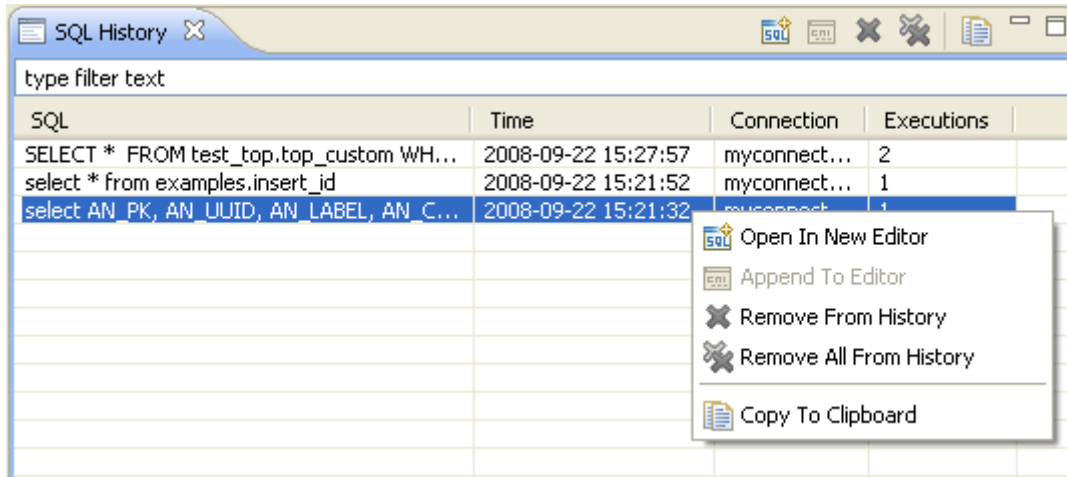 SQL History
type filter text
SQL Time Connection Executions
SELECT * FROM test_top.top_custom WH... 2008-09-22 15:27:57 myconnect... 2
select * from examples.insert_id 2008-09-22 15:21:52 myconnect... 1
select AN_PK, AN_UUID, AN_LABEL, AN_C... 2008-09-22 15:21:32 myconnect... 1
Open In New Editor
Append To Editor
Remove From History
Remove All From History
Copy To Clipboard